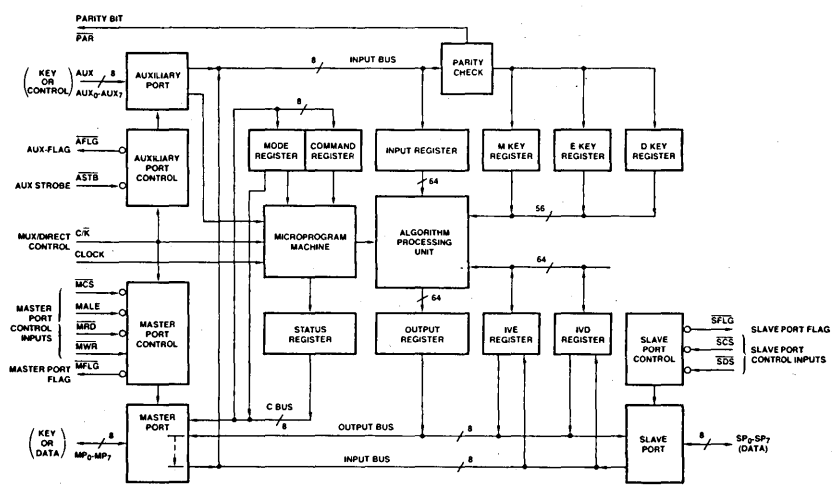 PARITY BIT
PAR
8
INPUT BUS
PARITY
CHECK
(KEY OR CONTROL)
AUX
8
AUX0-AUX7
AUXILIARY
PORT
8
AUX-FLAG
AFLG
AUX STROBE
ASTB
AUXILIARY
PORT
CONTROL
MODE
REGISTER
COMMAND
REGISTER
INPUT REGISTER
M KEY
REGISTER
E KEY
REGISTER
D KEY
REGISTER
64
56
MUX/DIRECT
CONTROL
C/K
CLOCK
MICROPROGRAM
MACHINE
ALGORITHM
PROCESSING
UNIT
64
64
MASTER
PORT
CONTROL
INPUTS
MCS
MALE
MRD
MWR
MASTER PORT
FLAG
MFLG
MASTER
PORT
CONTROL
STATUS
REGISTER
OUTPUT
REGISTER
IVE
REGISTER
IVD
REGISTER
SLAVE
PORT
CONTROL
SFLG
SLAVE PORT FLAG
SCS
SDS
SLAVE PORT
CONTROL INPUTS
C BUS
8
(KEY OR DATA)
8
MP0-MP7
MASTER
PORT
OUTPUT BUS
8
INPUT BUS
8
SLAVE
PORT
8
SP0-SP7
(DATA)